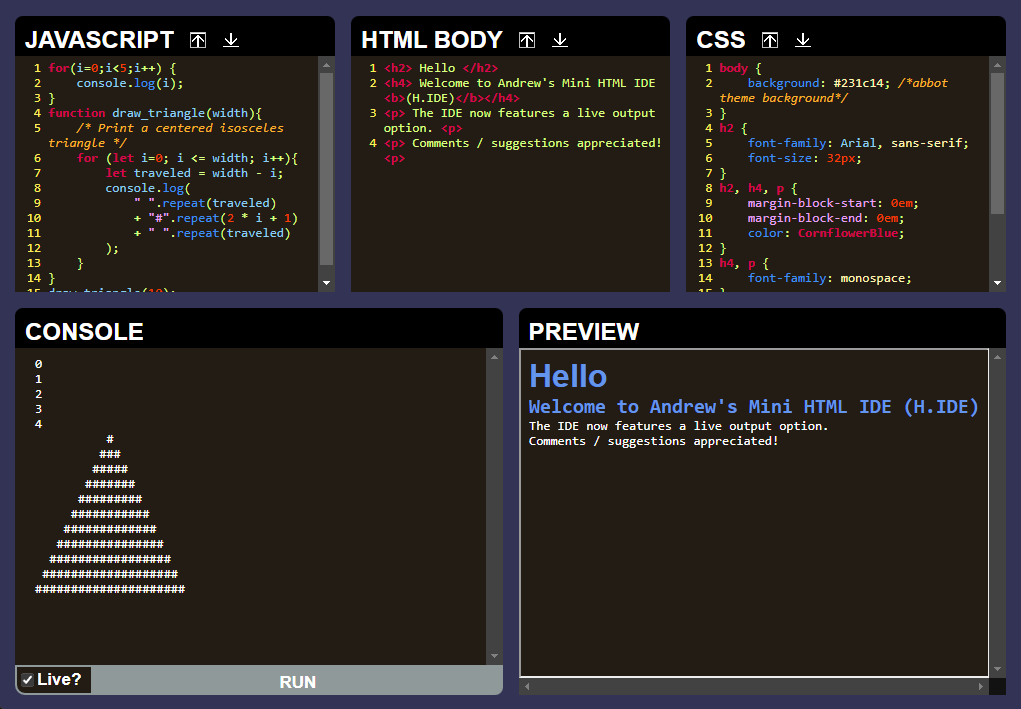 JAVASCRIPT
1 for(i=0;i<5;i++) {
2     console.log(i);
3 }
4 function draw_triangle(width){
5     /* Print a centered isosceles
triangle */
6     for (let i=0; i <= width; i++){
7         let traveled = width - i;
8         console.log(
9             " ".repeat(traveled)
10             + "#".repeat(2 * i + 1)
11             + " ".repeat(traveled)
12         );
13     }
14 }
HTML BODY
1 <h2> Hello </h2>
2 <h4> Welcome to Andrew's Mini HTML IDE
<b>(H.IDE)</b></h4>
3 <p> The IDE now features a live output
option. <p>
4 <p> Comments / suggestions appreciated!
<p>
CSS
1 body {
2     background: #231c14; /*abbot
theme background*/
3 }
4 h2 {
5     font-family: Arial, sans-serif;
6     font-size: 32px;
7 }
8 h2, h4, p {
9     margin-block-start: 0em;
10     margin-block-end: 0em;
11     color: CornflowerBlue;
12 }
13 h4, p {
14     font-family: monospace;
CONSOLE
0
1
2
3
4
          #
         ###
        #####
       #######
      #########
     ###########
    #############
   ###############
  #################
 ###################
#####################
Live?
RUN
PREVIEW
Hello
Welcome to Andrew's Mini HTML IDE (H.IDE)
The IDE now features a live output option.
Comments / suggestions appreciated!